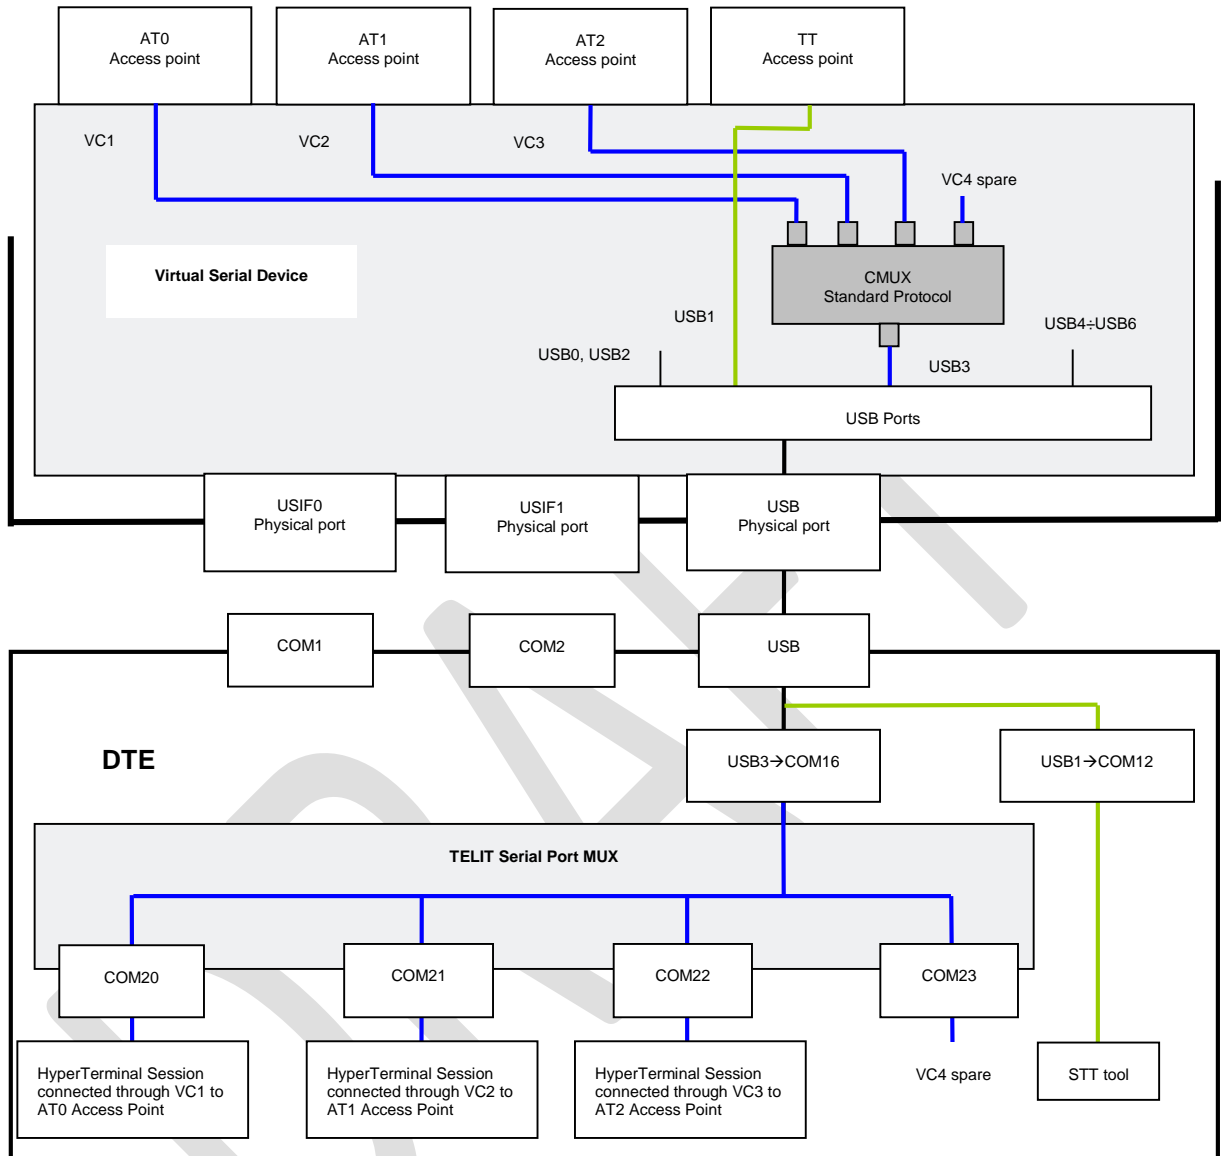 AT0
Access point
AT1
Access point
AT2
Access point
TT
Access point
VC1
VC2
VC3
VC4 spare
Virtual Serial Device
CMUX
Standard Protocol
USB1
USB4÷USB6
USB0, USB2
USB3
USB Ports
USIF0
Physical port
USIF1
Physical port
USB
Physical port
COM1
COM2
USB
DTE
USB3→COM16
USB1→COM12
TELIT Serial Port MUX
COM20
COM21
COM22
COM23
HyperTerminal Session
connected through VC1 to
AT0 Access Point
HyperTerminal Session
connected through VC2 to
AT1 Access Point
HyperTerminal Session
connected through VC3 to
AT2 Access Point
VC4 spare
STT tool
DRAFT